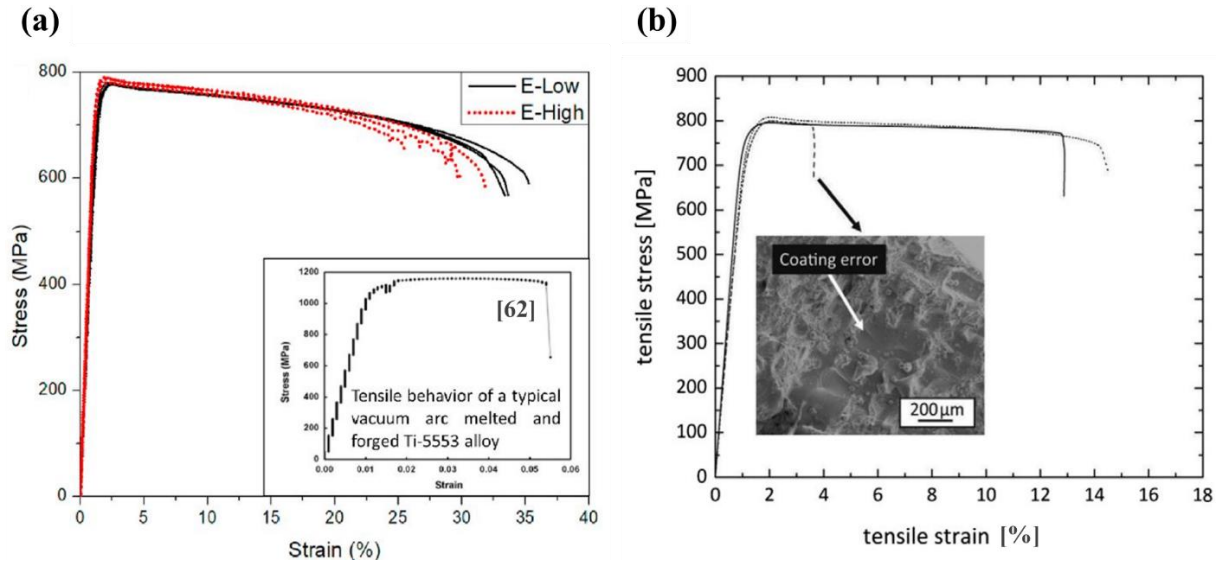 (a)
800
600
400
200
0
Stress (MPa)
0 5 10 15 20 25 30 35 40
Strain (%)
E-Low
E-High
1200
1000
800
600
400
200
0
Stress (MPa)
[62]
Tensile behavior of a typical
vacuum arc melted and
forged Ti-5553 alloy
0.00 0.01 0.02 0.03 0.04 0.05 0.06
Strain
(b)
900
800
700
600
500
400
300
200
100
0
tensile stress [MPa]
Coating error
200 µm
0 2 4 6 8 10 12 14 16 18
tensile strain [%]